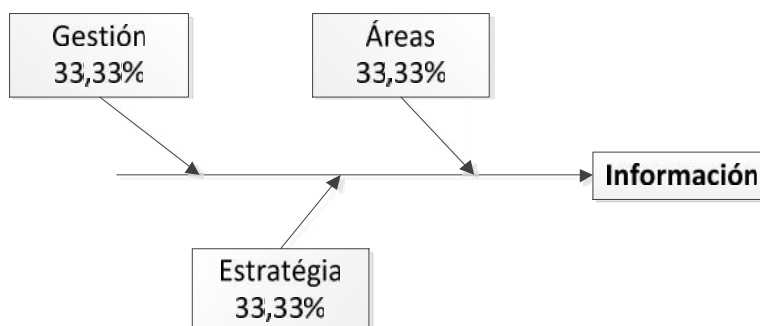 Gestión
33,33%
Áreas
33,33%
Información
Estratégia
33,33%